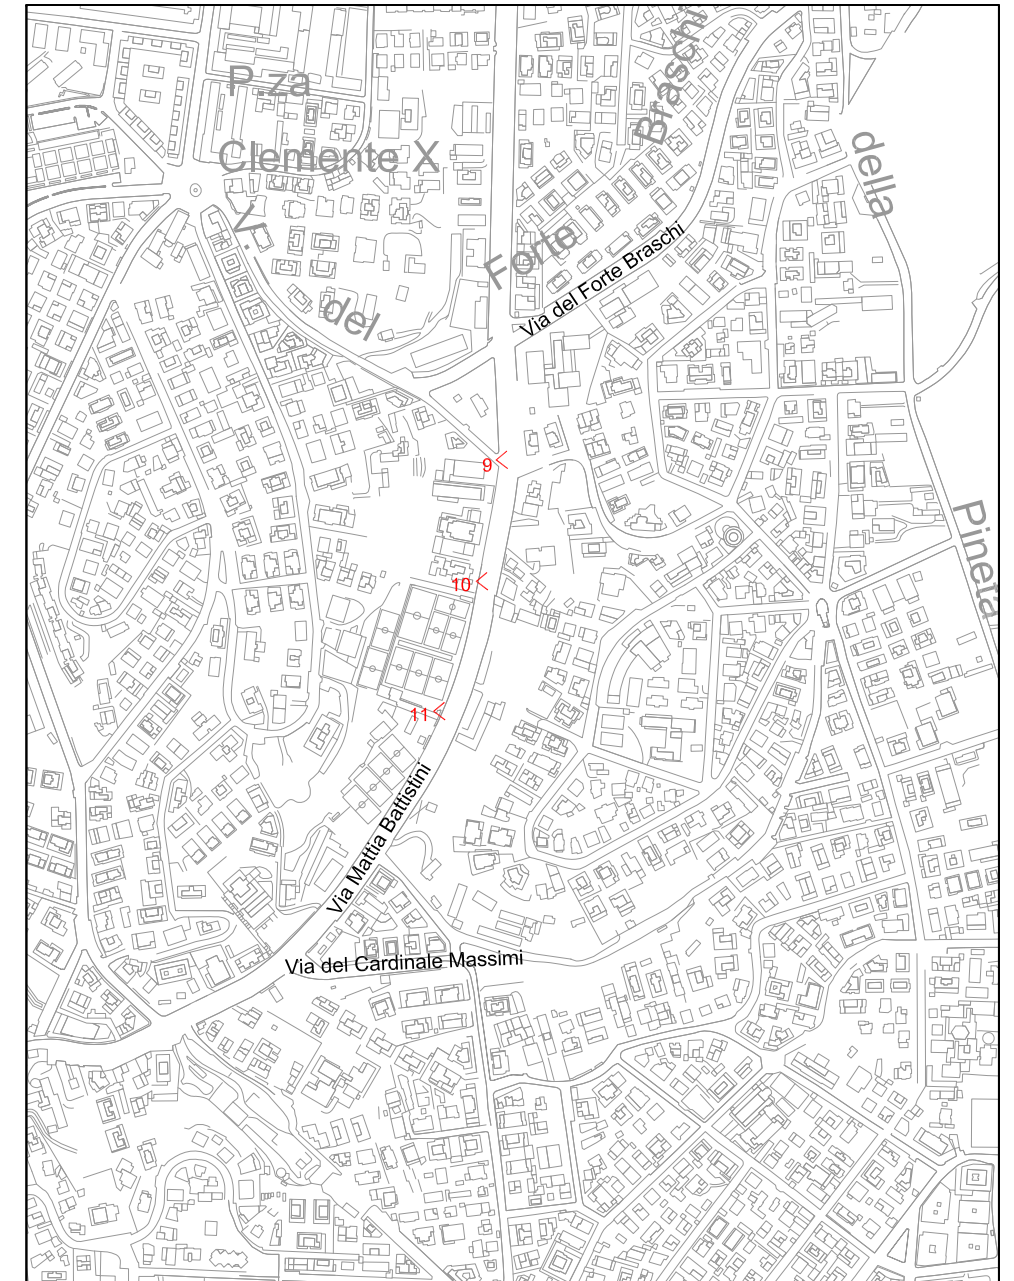 P.za
Clemente X
V.
del
Forte
Braschi
della
Pineta
Via del Forte Braschi
9
10
11
Via Mattia Battistini
Via del Cardinale Massimi